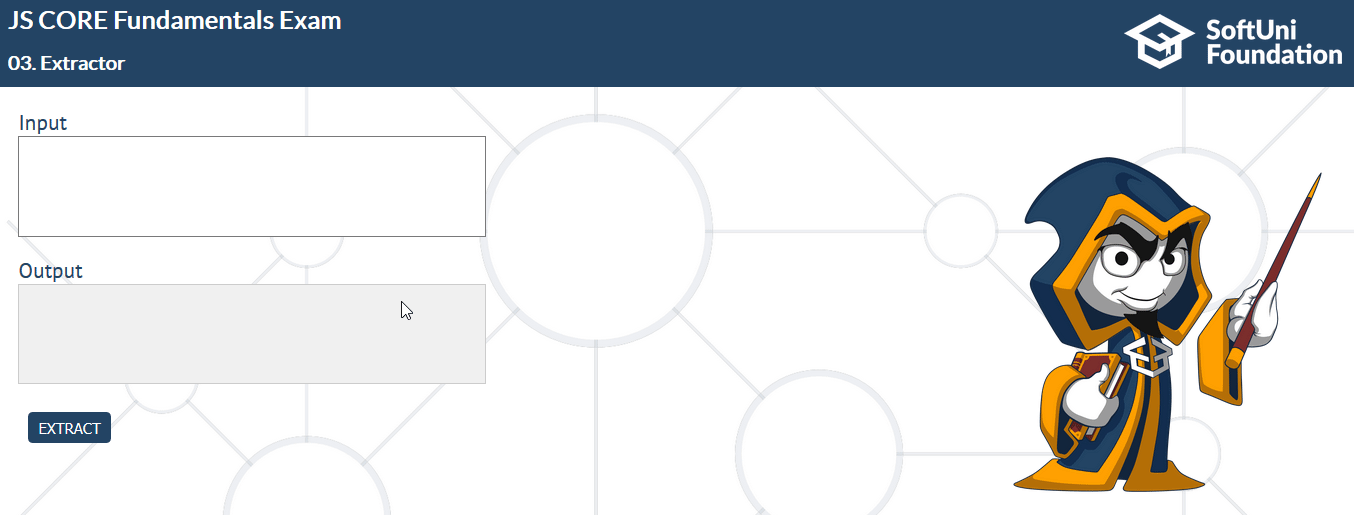 JS CORE Fundamentals Exam
03. Extractor
SoftUni
Foundation
Input
Output
EXTRACT